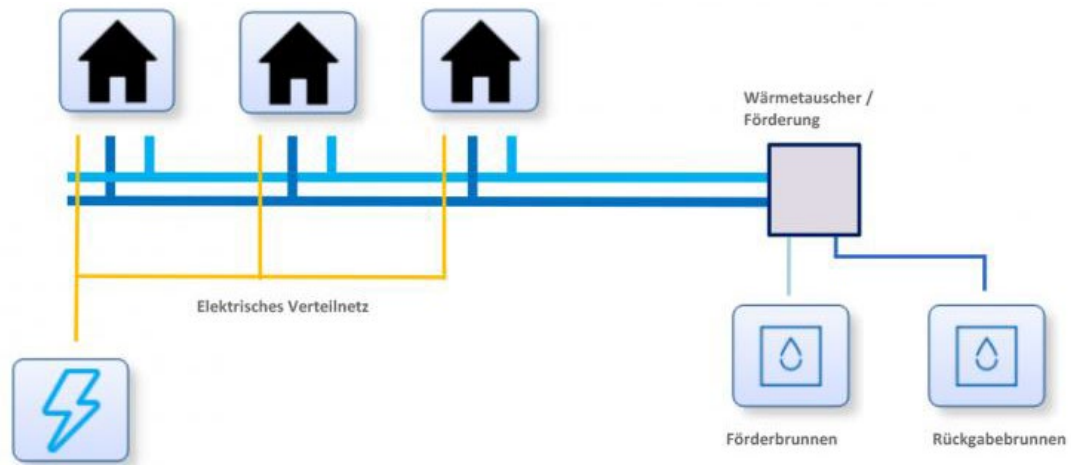 Wärmetauscher /
Förderung
Elektrisches Verteilnetz
Förderbrunnen
Rückgabebrunnen